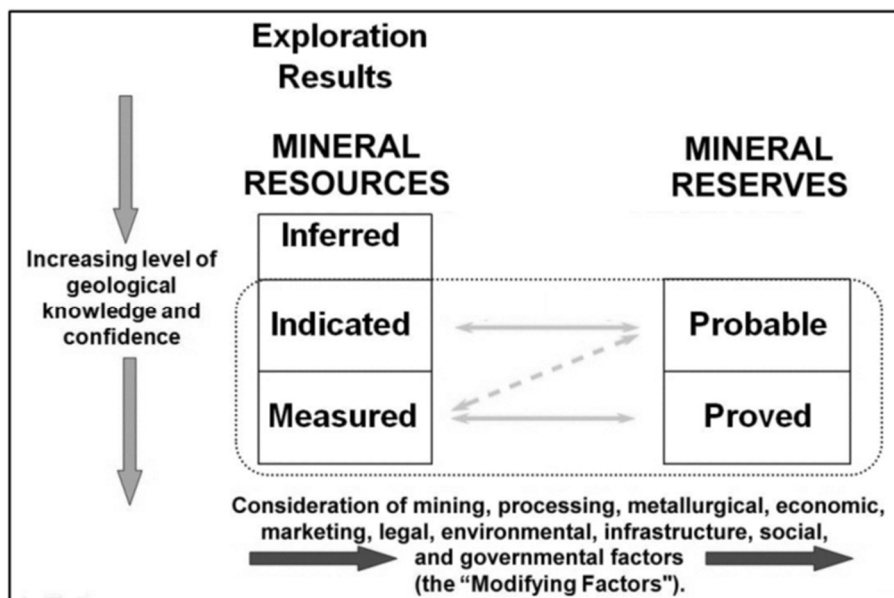 Exploration
Results
MINERAL
RESOURCES
MINERAL
RESERVES
Inferred
Increasing level of
geological
knowledge and
confidence
Indicated
Probable
Measured
Proved
Consideration of mining, processing, metallurgical, economic,
marketing, legal, environmental, infrastructure, social,
and governmental factors
(the “Modifying Factors").